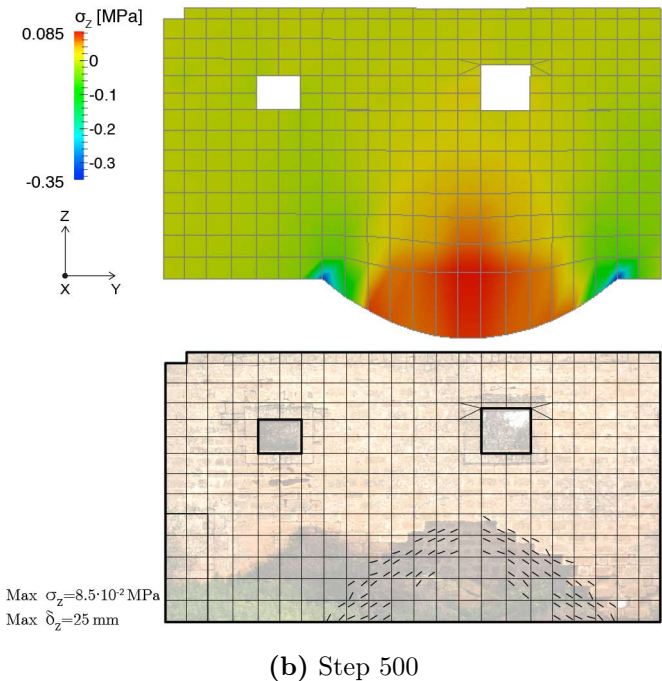 σz [MPa]
0.085
0
-0.1
-0.2
-0.3
-0.35
Z
X
Y
Max σz=8.5·10-2 MPa
Max δ̃z=25 mm
(b) Step 500